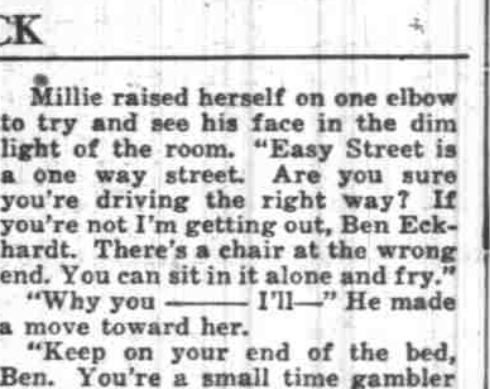 CK
Millie raised herself on one elbow
to try and see his face in the dim
light of the room. "Easy Street is
a one way street. Are you sure
you're driving the right way? If
you're not I'm getting out, Ben Eck-
hardt. There's a chair at the wrong
end. You can sit in it alone and fry."
"Why you ——— I'll—" He made
a move toward her.
"Keep on your end of the bed,
Ben. You're a small time gambler